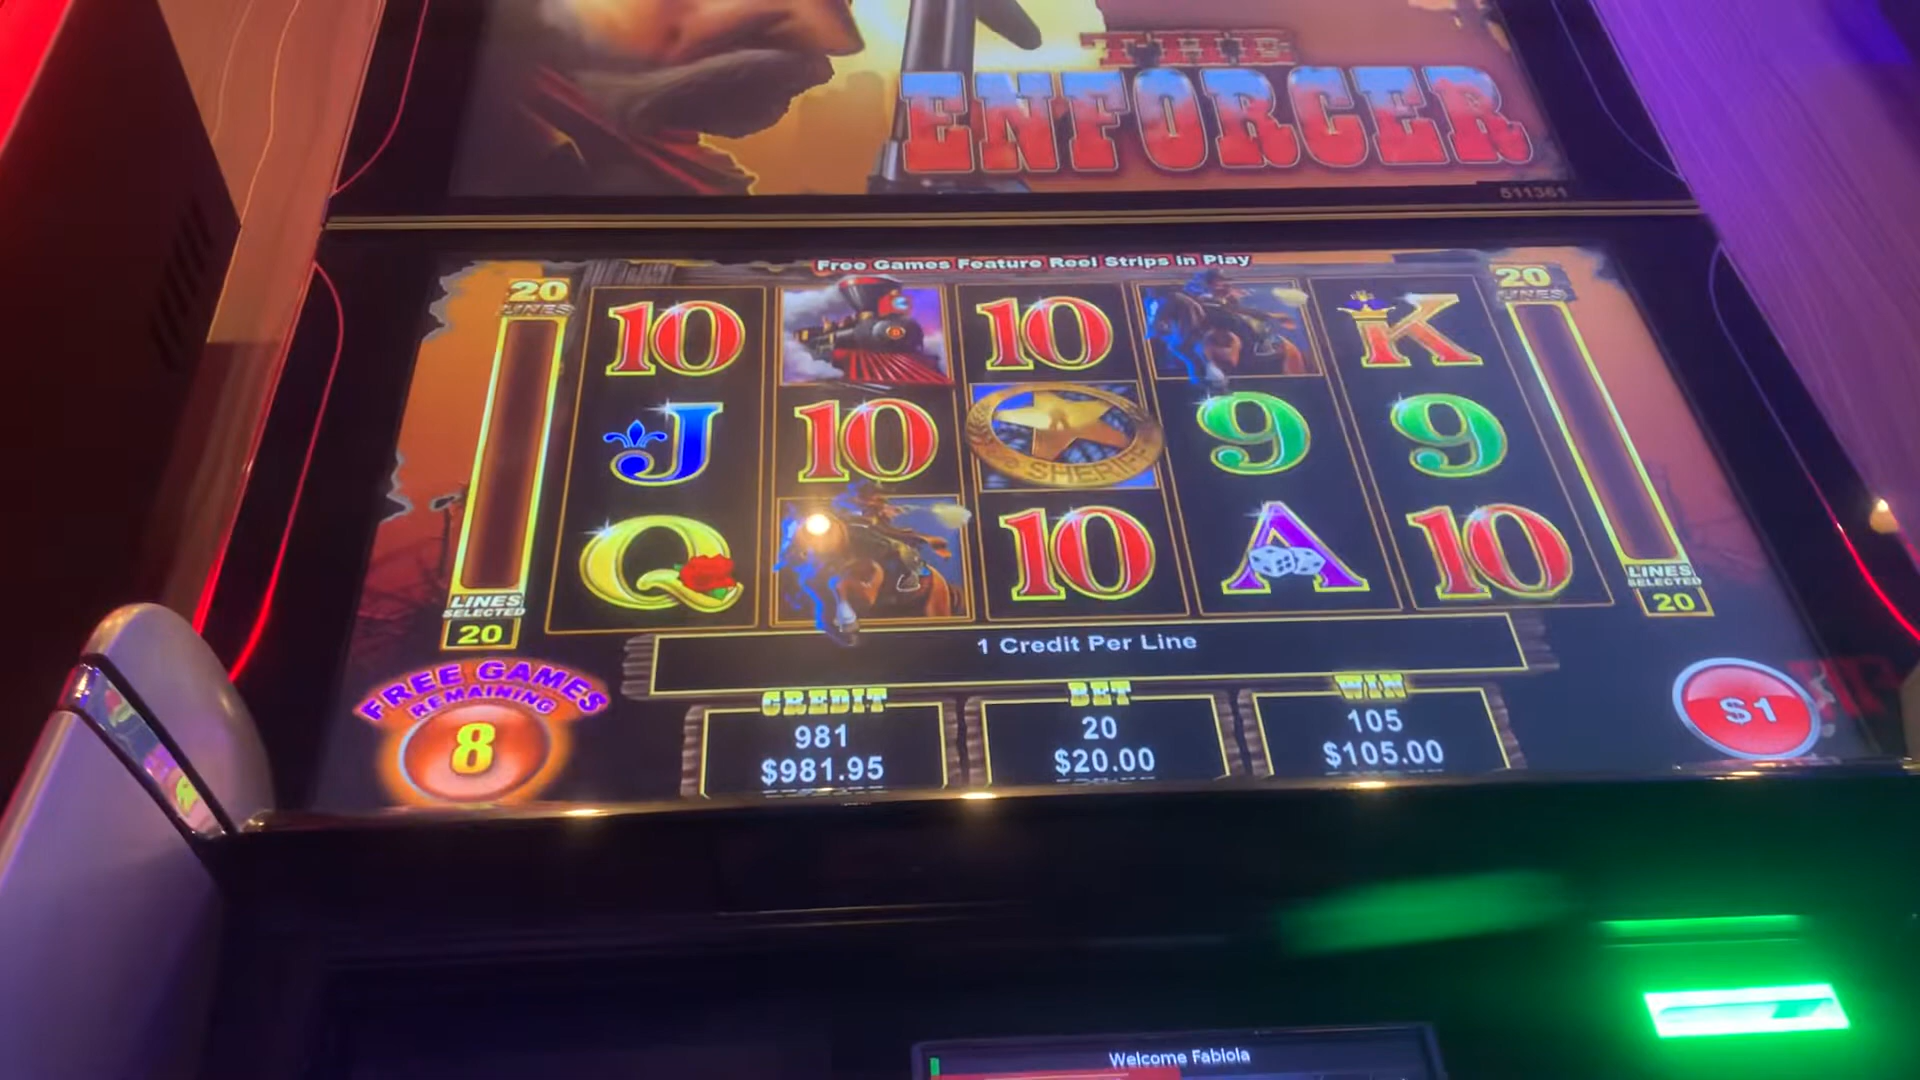 THE
ENFORCER
511361
Free Games Feature Reel Strips in Play
20
LINES
20
LINES
10
10
K
J
10
SHERIFF
9
9
Q
10
A
10
LINES
SELECTED
20
LINES
SELECTED
20
1 Credit Per Line
FREE GAMES
REMAINING
8
CREDIT
981
$981.95
BET
20
$20.00
WIN
105
$105.00
$1
Welcome Fabiola